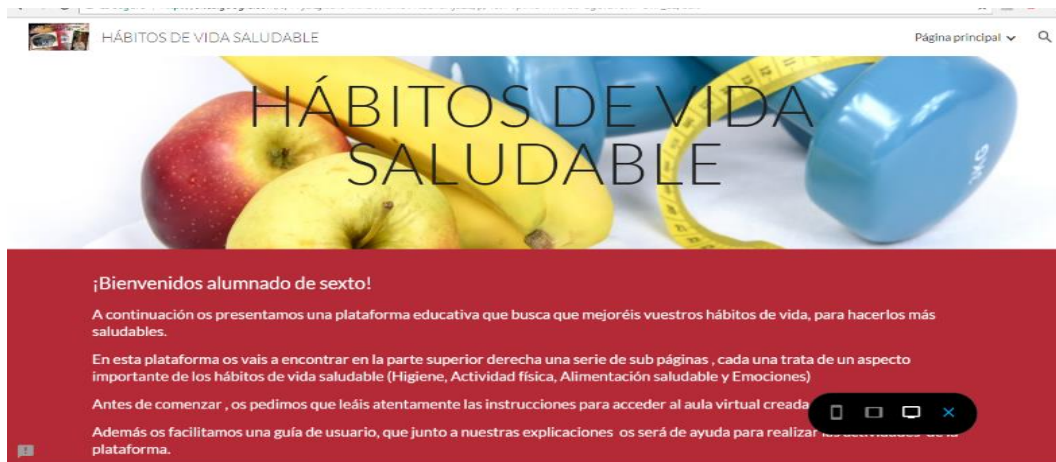 HÁBITOS DE VIDA SALUDABLE
Página principal
HÁBITOS DE VIDA
SALUDABLE
3KG
¡Bienvenidos alumnado de sexto!
A continuación os presentamos una plataforma educativa que busca que mejoréis vuestros hábitos de vida, para hacerlos más
saludables.
En esta plataforma os vais a encontrar en la parte superior derecha una serie de sub páginas , cada una trata de un aspecto
importante de los hábitos de vida saludable (Higiene, Actividad física, Alimentación saludable y Emociones)
Antes de comenzar , os pedimos que leáis atentamente las instrucciones para acceder al aula virtual creada
Además os facilitamos una guía de usuario, que junto a nuestras explicaciones os será de ayuda para realizar las actividades de la
plataforma.